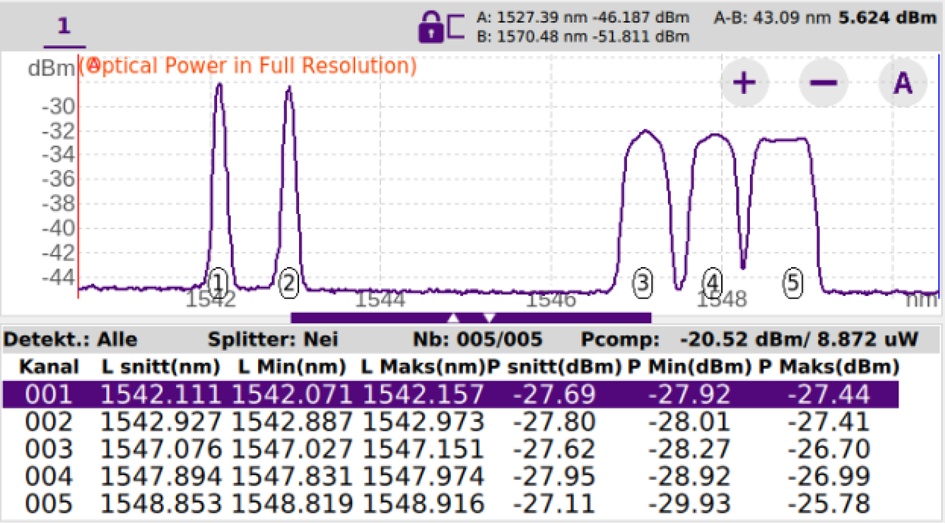 1
A: 1527.39 nm -46.187 dBm
B: 1570.48 nm -51.811 dBm
A-B: 43.09 nm 5.624 dBm
dBm
A
(Optical Power in Full Resolution)
+
−
A
-30
-32
-34
-36
-38
-40
-42
-44
1 2 3 4 5
1542 1544 1546 1548 nm
Detekt.: Alle Splitter: Nei Nb: 005/005 Pcomp: -20.52 dBm/ 8.872 uW
Kanal L snitt(nm) L Min(nm) L Maks(nm) P snitt(dBm) P Min(dBm) P Maks(dBm)
001 1542.111 1542.071 1542.157 -27.69 -27.92 -27.44
002 1542.927 1542.887 1542.973 -27.80 -28.01 -27.41
003 1547.076 1547.027 1547.151 -27.62 -28.27 -26.70
004 1547.894 1547.831 1547.974 -27.95 -28.92 -26.99
005 1548.853 1548.819 1548.916 -27.11 -29.93 -25.78